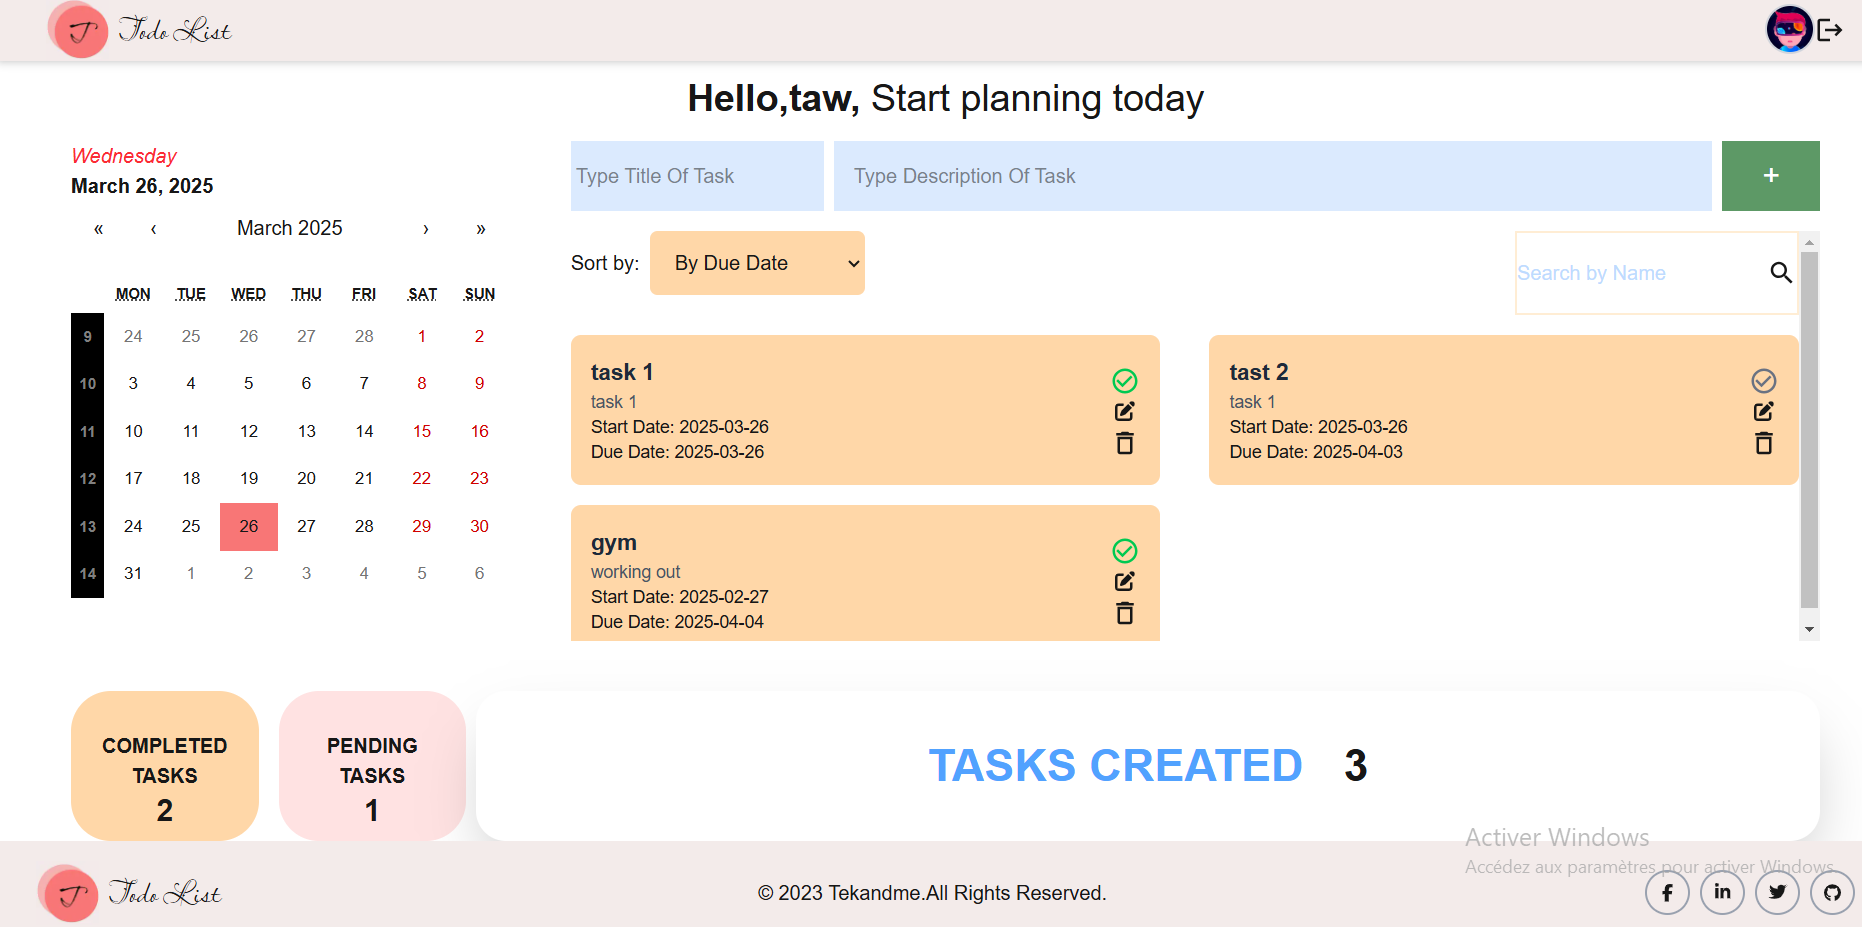 Todo List
Hello,taw, Start planning today
Wednesday
March 26, 2025
« ‹ March 2025 › »
MON TUE WED THU FRI SAT SUN
9 24 25 26 27 28 1 2
10 3 4 5 6 7 8 9
11 10 11 12 13 14 15 16
12 17 18 19 20 21 22 23
13 24 25 26 27 28 29 30
14 31 1 2 3 4 5 6
Type Title Of Task
Type Description Of Task
+
Sort by: By Due Date
Search by Name
task 1
task 1
Start Date: 2025-03-26
Due Date: 2025-03-26
tast 2
task 1
Start Date: 2025-03-26
Due Date: 2025-04-03
gym
working out
Start Date: 2025-02-27
Due Date: 2025-04-04
COMPLETED
TASKS
2
PENDING
TASKS
1
TASKS CREATED 3
Activer Windows
Accédez aux paramètres pour activer Windows.
Todo List
© 2023 Tekandme.All Rights Reserved.